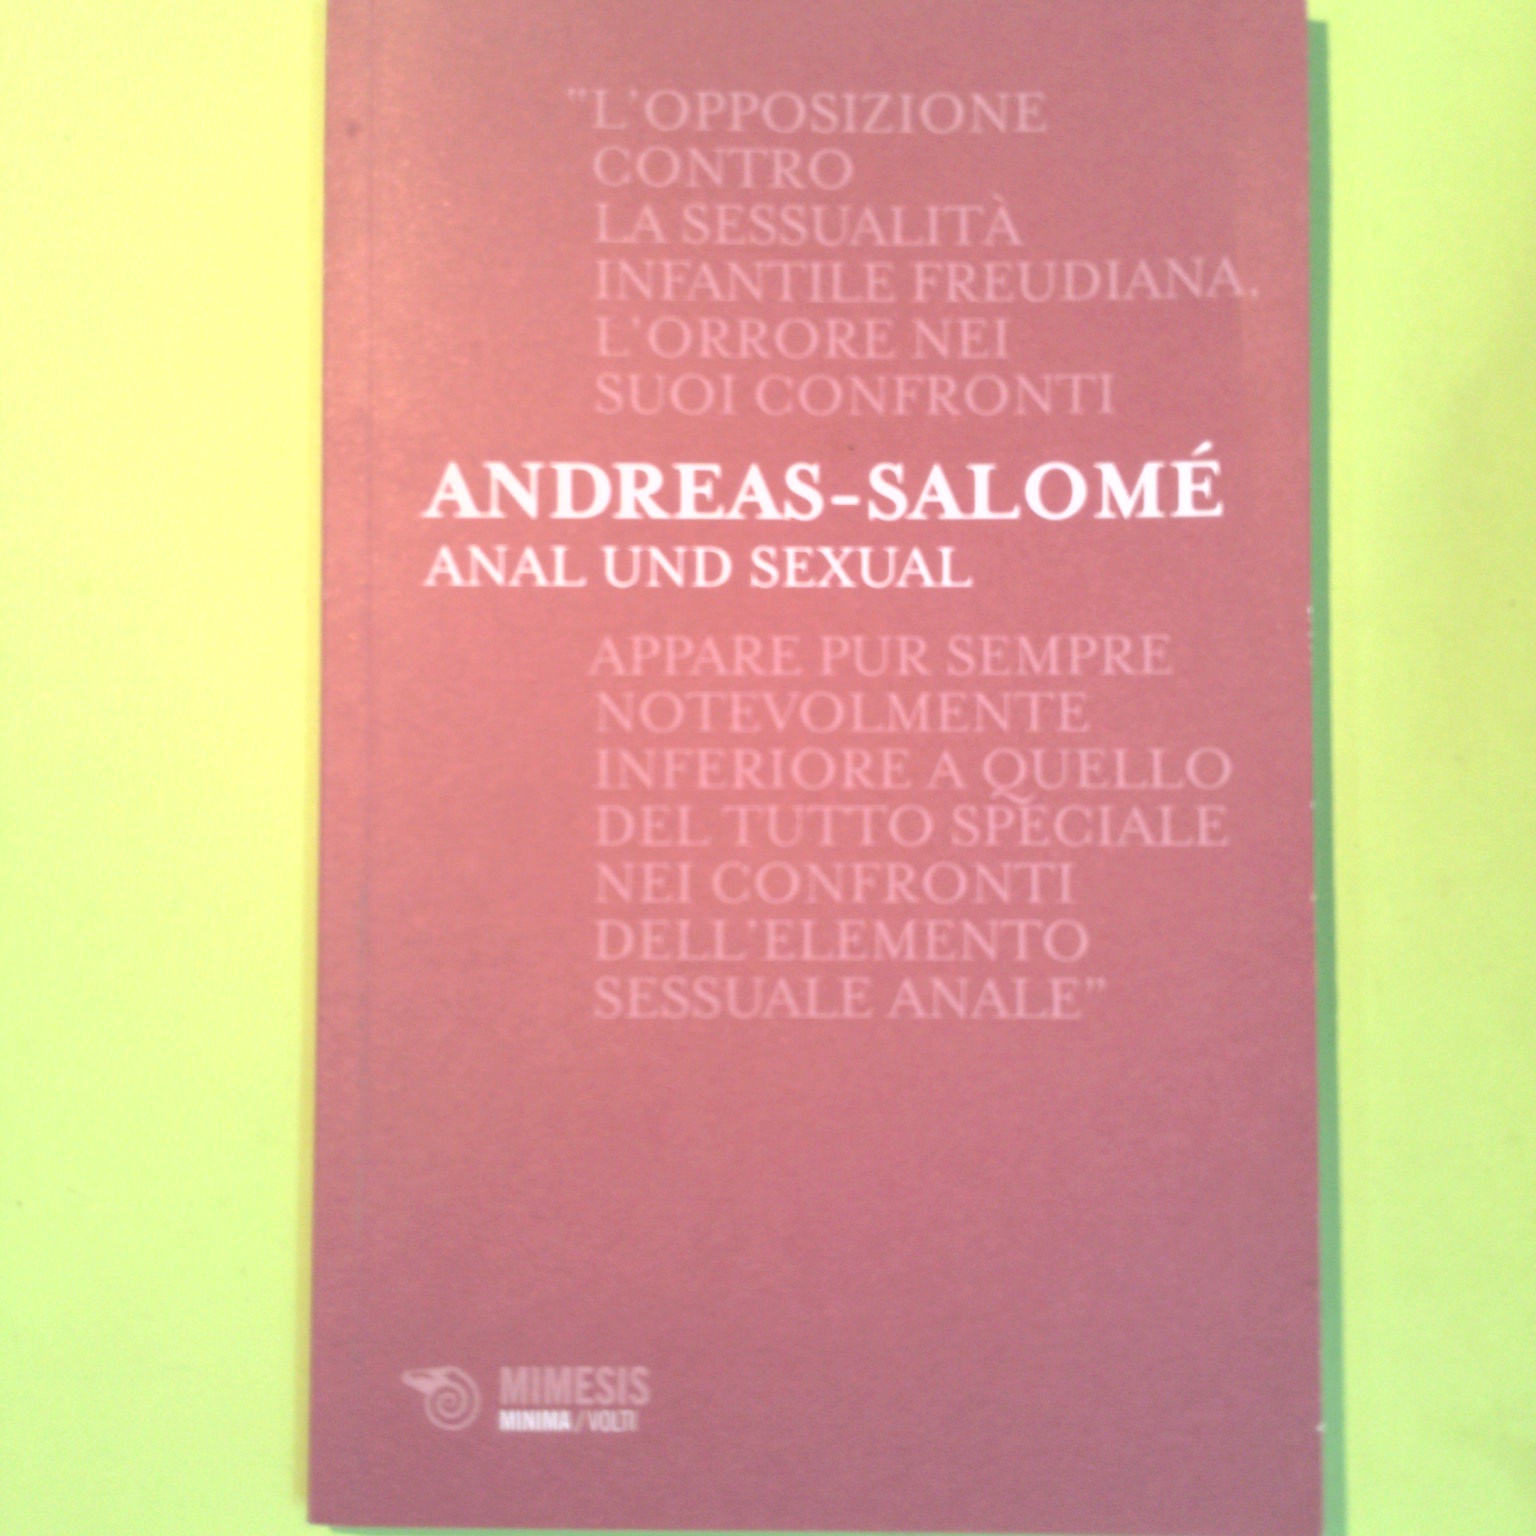 "L'OPPOSIZIONE
CONTRO
LA SESSUALITÀ
INFANTILE FREUDIANA,
L'ORRORE NEI
SUOI CONFRONTI
ANDREAS-SALOMÉ
ANAL UND SEXUAL
APPARE PUR SEMPRE
NOTEVOLMENTE
INFERIORE A QUELLO
DEL TUTTO SPECIALE
NEI CONFRONTI
DELL'ELEMENTO
SESSUALE ANALE"
MIMESIS
MINIMA / VOLTI